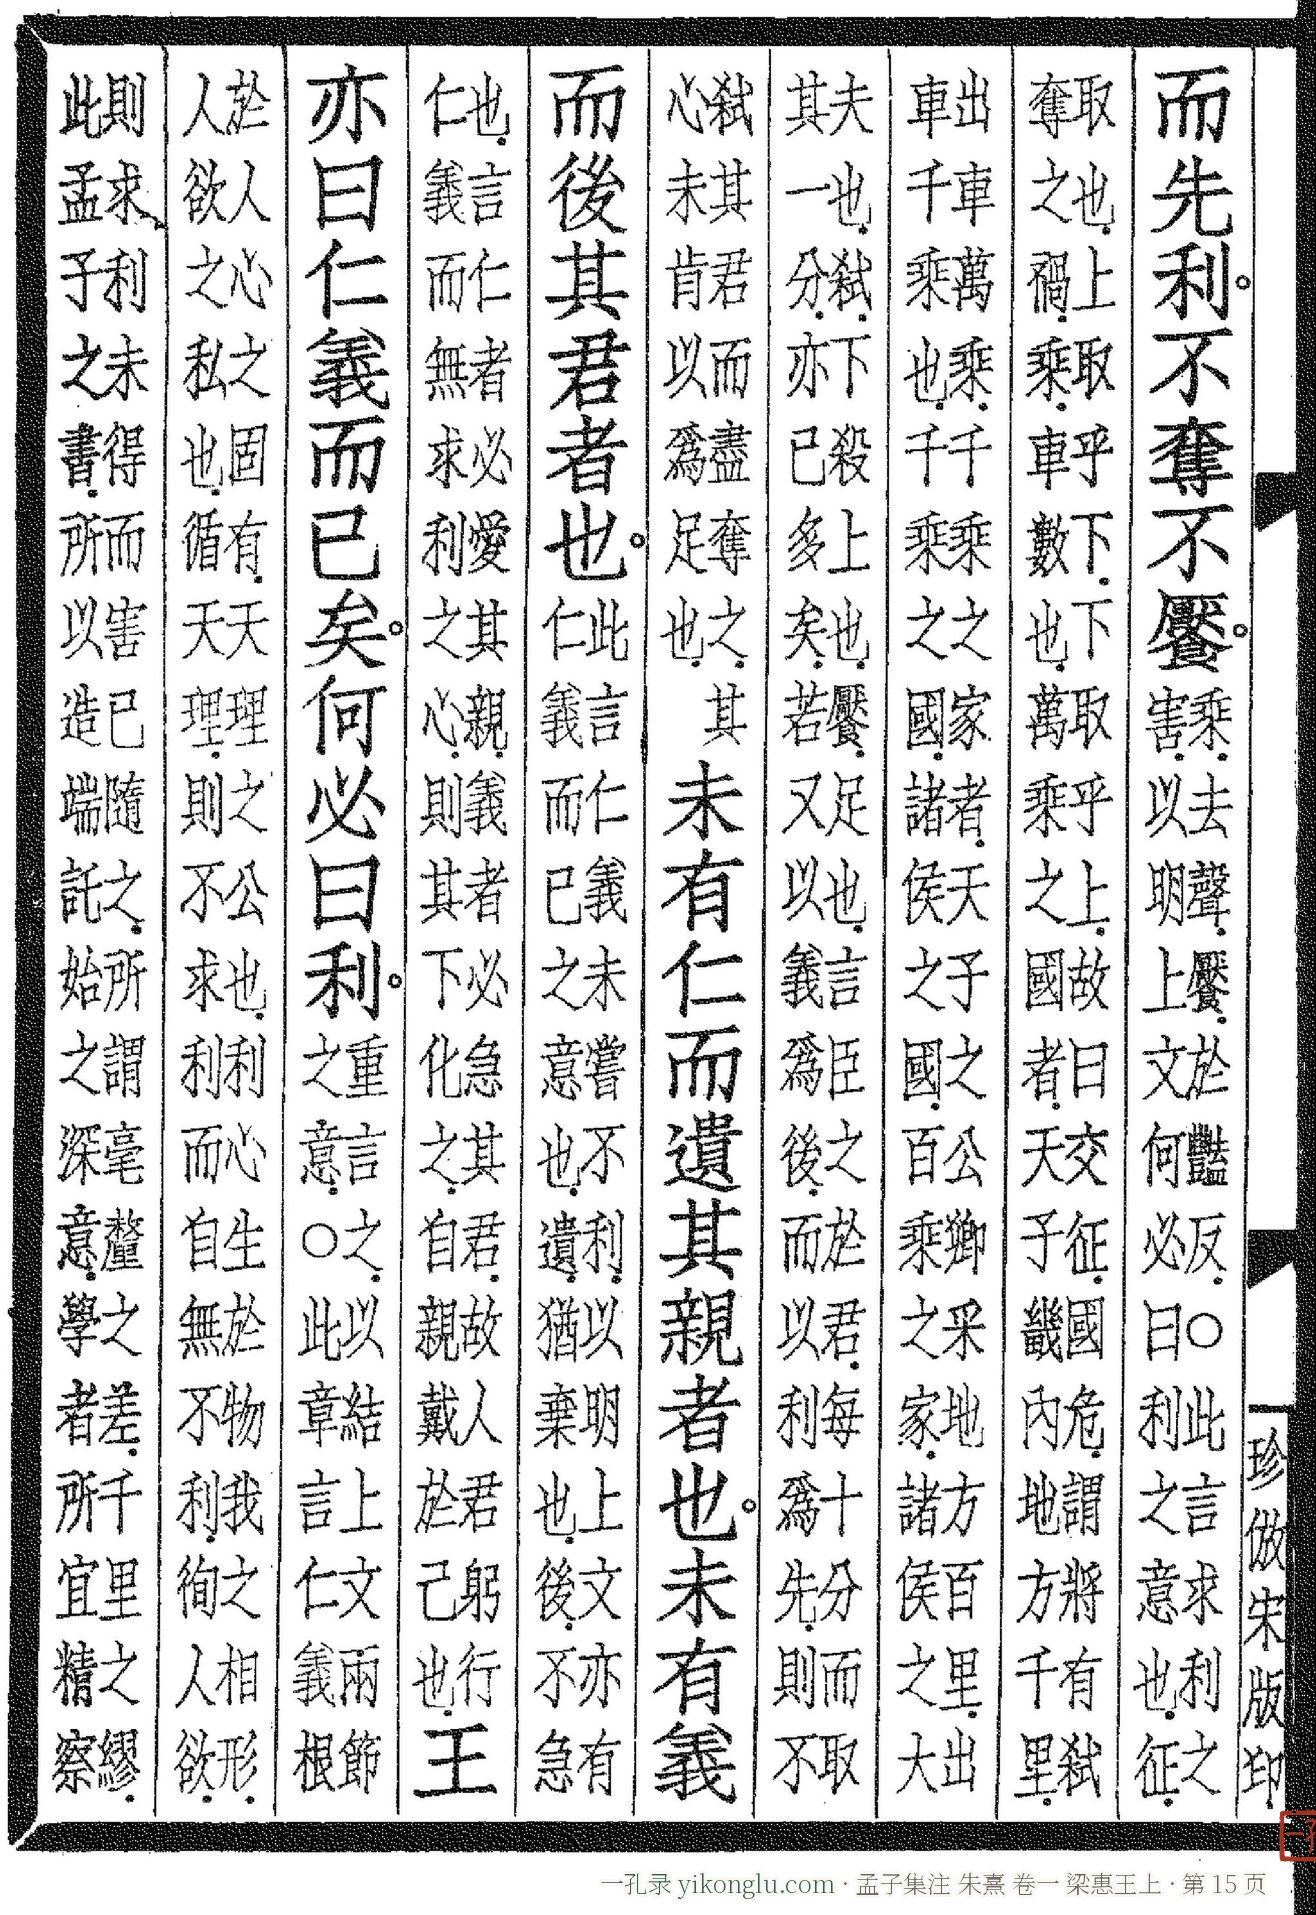 而先利。不奪不饜。乘、去聲。饜、於豔反。○此言求利之
害、以明上文何必曰利之意也。征、
取也。上取乎下、下取乎上、故曰交征。國危、謂將有弒
奪之禍。乘、車數也。萬乘之國者、天子畿內地方千里、
出車萬乘。千乘之家者、天子之公卿采地方百里、出
車千乘也。千乘之國、諸侯之國。百乘之家、諸侯之大
夫也。弒、下殺上也。饜、足也。言臣之於君、每十分而取
其一分、亦已多矣。若又以義爲後、而以利爲先、則不
弒其君而盡奪之、其
心未肯以爲足也。
未有仁而遺其親者也。未有義
而後其君者也。此言仁義未嘗不利、以明上文亦有
仁義而已之意也。遺、猶棄也。後、不急
也。言仁者必愛其親、義者必急其君。故人君躬行
仁義而無求利之心、則其下化之、自親戴於己也。
王
亦曰仁義而已矣。何必曰利。重言之、以結上文兩節
之意。○此章言仁義根
於人心之固有、天理之公也。利心生於物我之相形、
人欲之私也。循天理、則不求利而自無不利。徇人欲、
則求利未得而害已隨之。所謂毫釐之差、千里之繆。
此孟子之書、所以造端託始之深意。學者所宜精察
珍倣宋版印
一孔录 yikonglu.com · 孟子集注 朱熹 卷一 梁惠王上 · 第 15 页